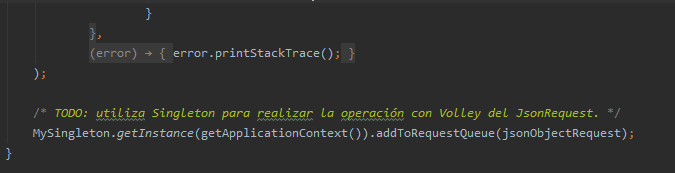 }
},
(error) → { error.printStackTrace(); }
);
/* TODO: utiliza Singleton para realizar la operación con Volley del JsonRequest. */
MySingleton.getInstance(getApplicationContext()).addToRequestQueue(jsonObjectRequest);
}